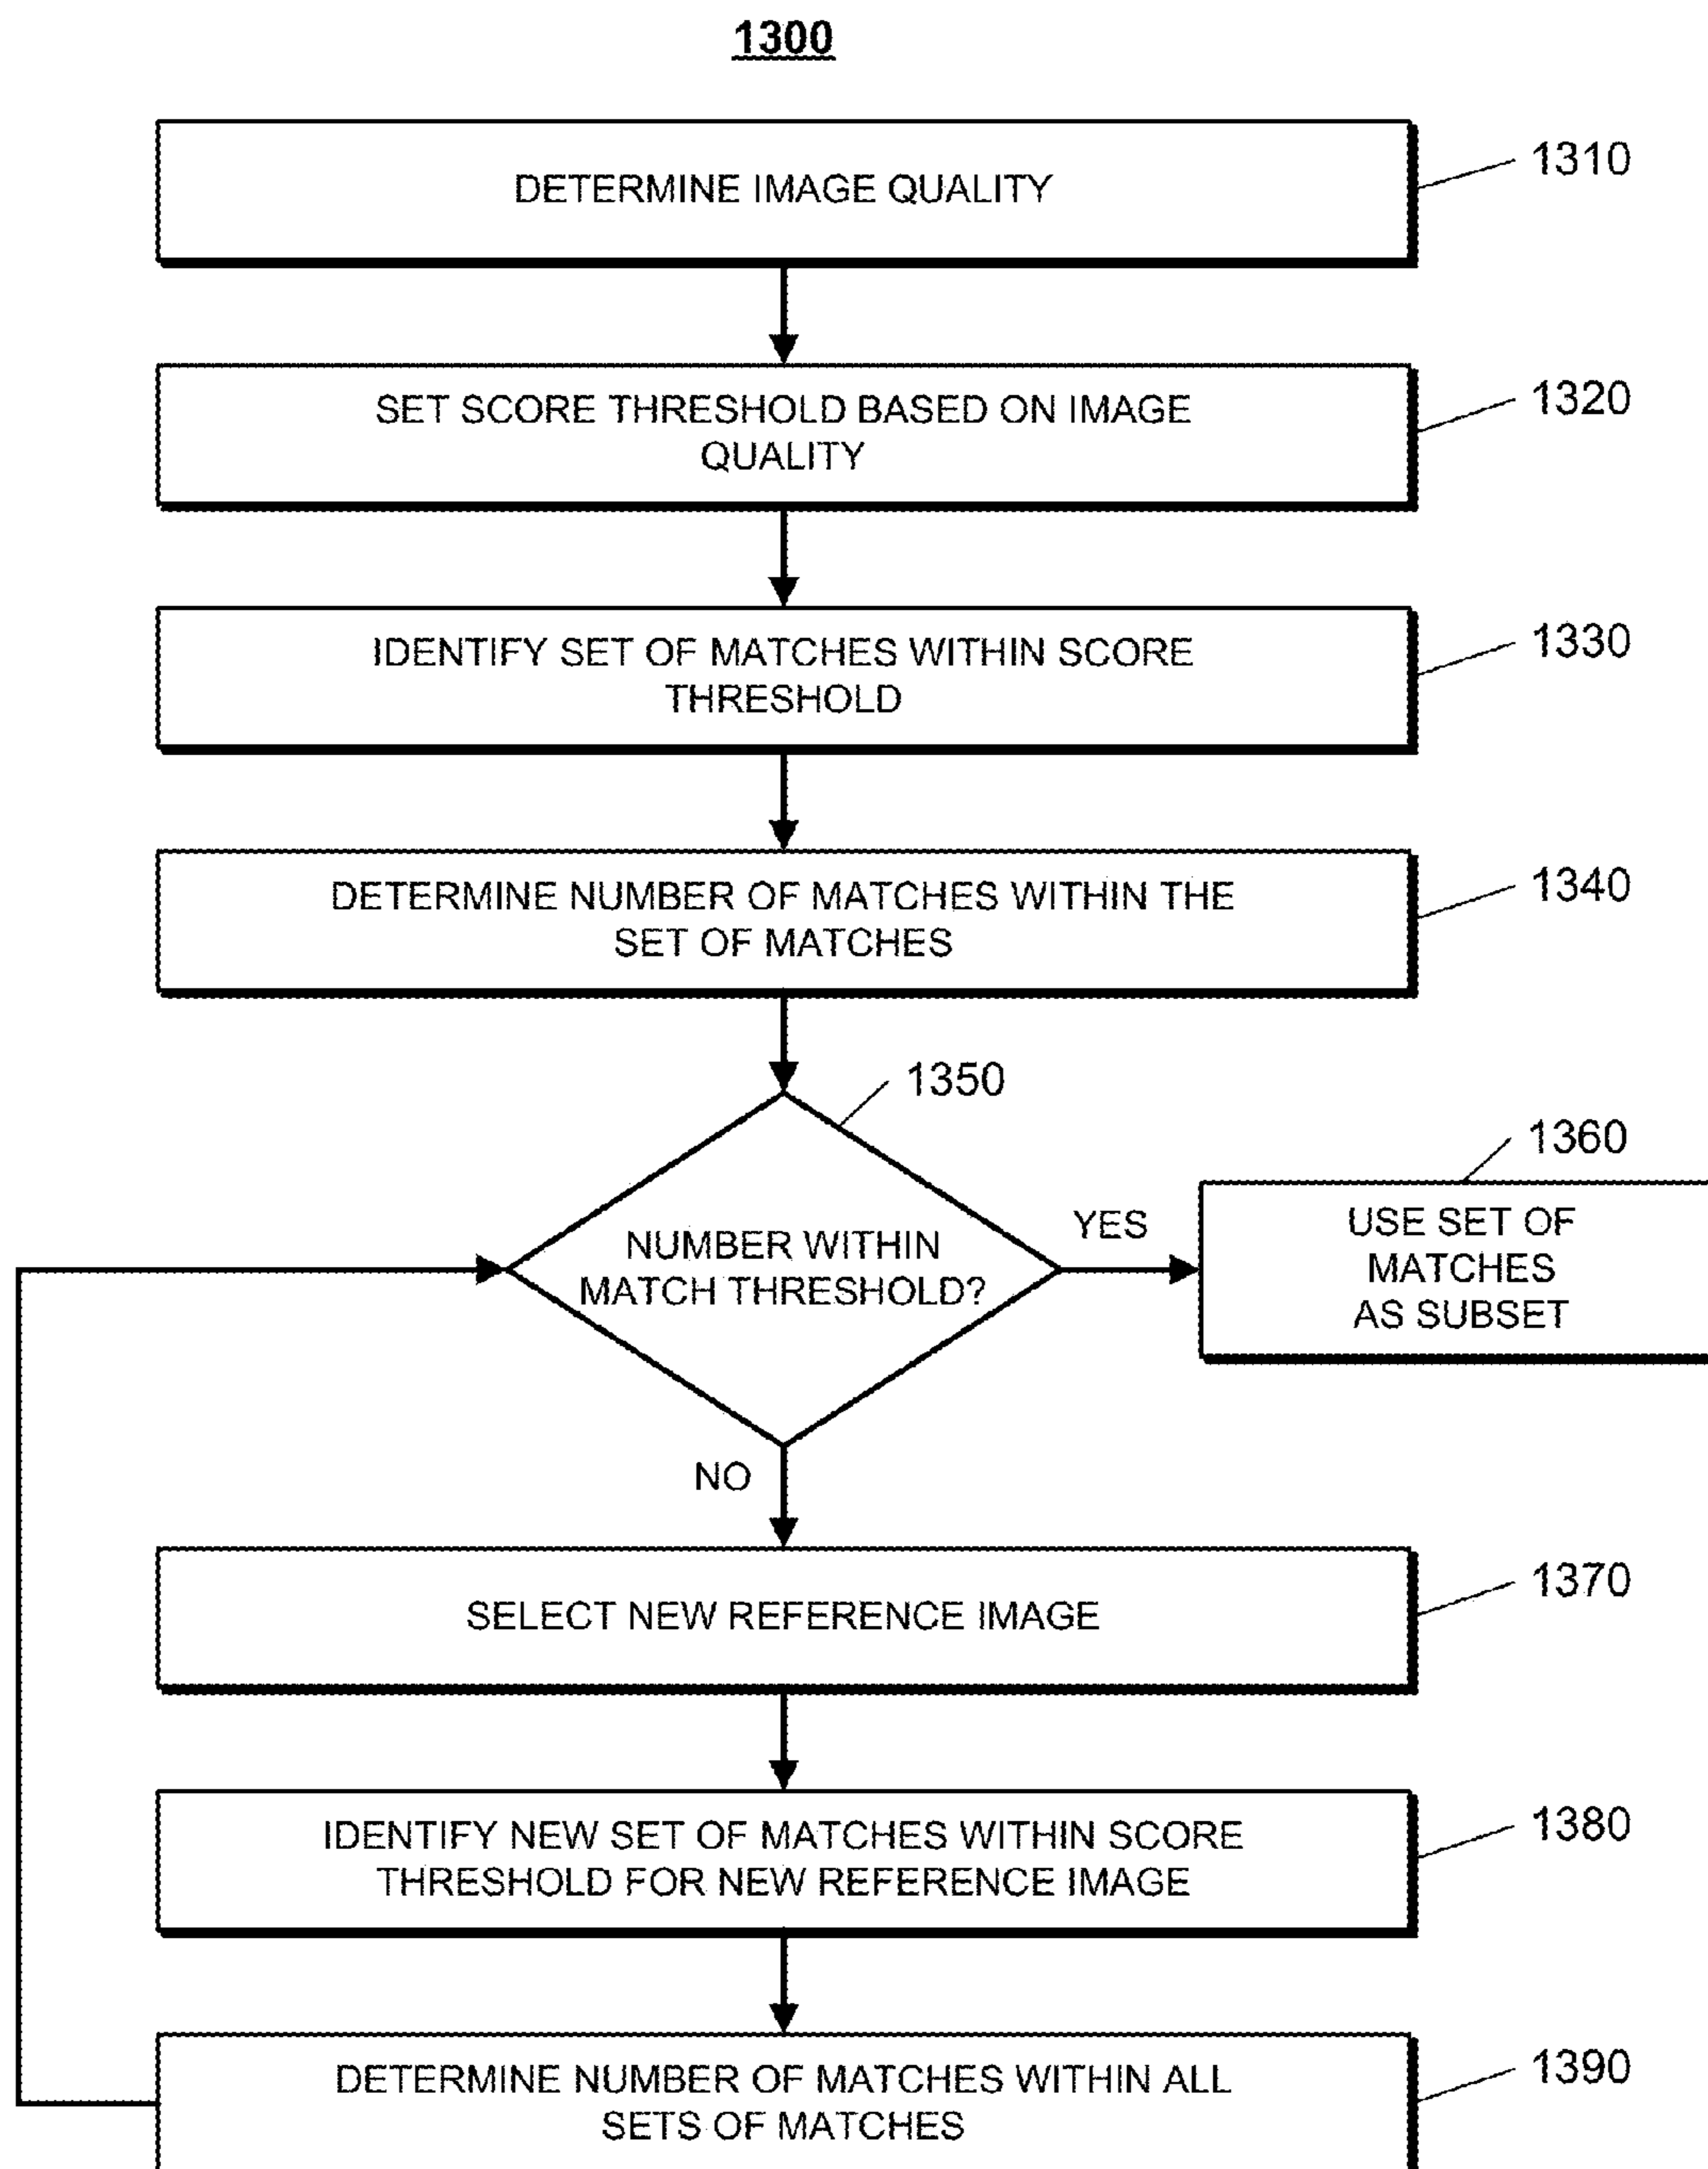 1300
DETERMINE IMAGE QUALITY
1310
SET SCORE THRESHOLD BASED ON IMAGE
QUALITY
1320
IDENTIFY SET OF MATCHES WITHIN SCORE
THRESHOLD
1330
DETERMINE NUMBER OF MATCHES WITHIN THE
SET OF MATCHES
1340
1350
NUMBER WITHIN
MATCH THRESHOLD?
YES
1360
USE SET OF
MATCHES
AS SUBSET
NO
SELECT NEW REFERENCE IMAGE
1370
IDENTIFY NEW SET OF MATCHES WITHIN SCORE
THRESHOLD FOR NEW REFERENCE IMAGE
1380
DETERMINE NUMBER OF MATCHES WITHIN ALL
SETS OF MATCHES
1390